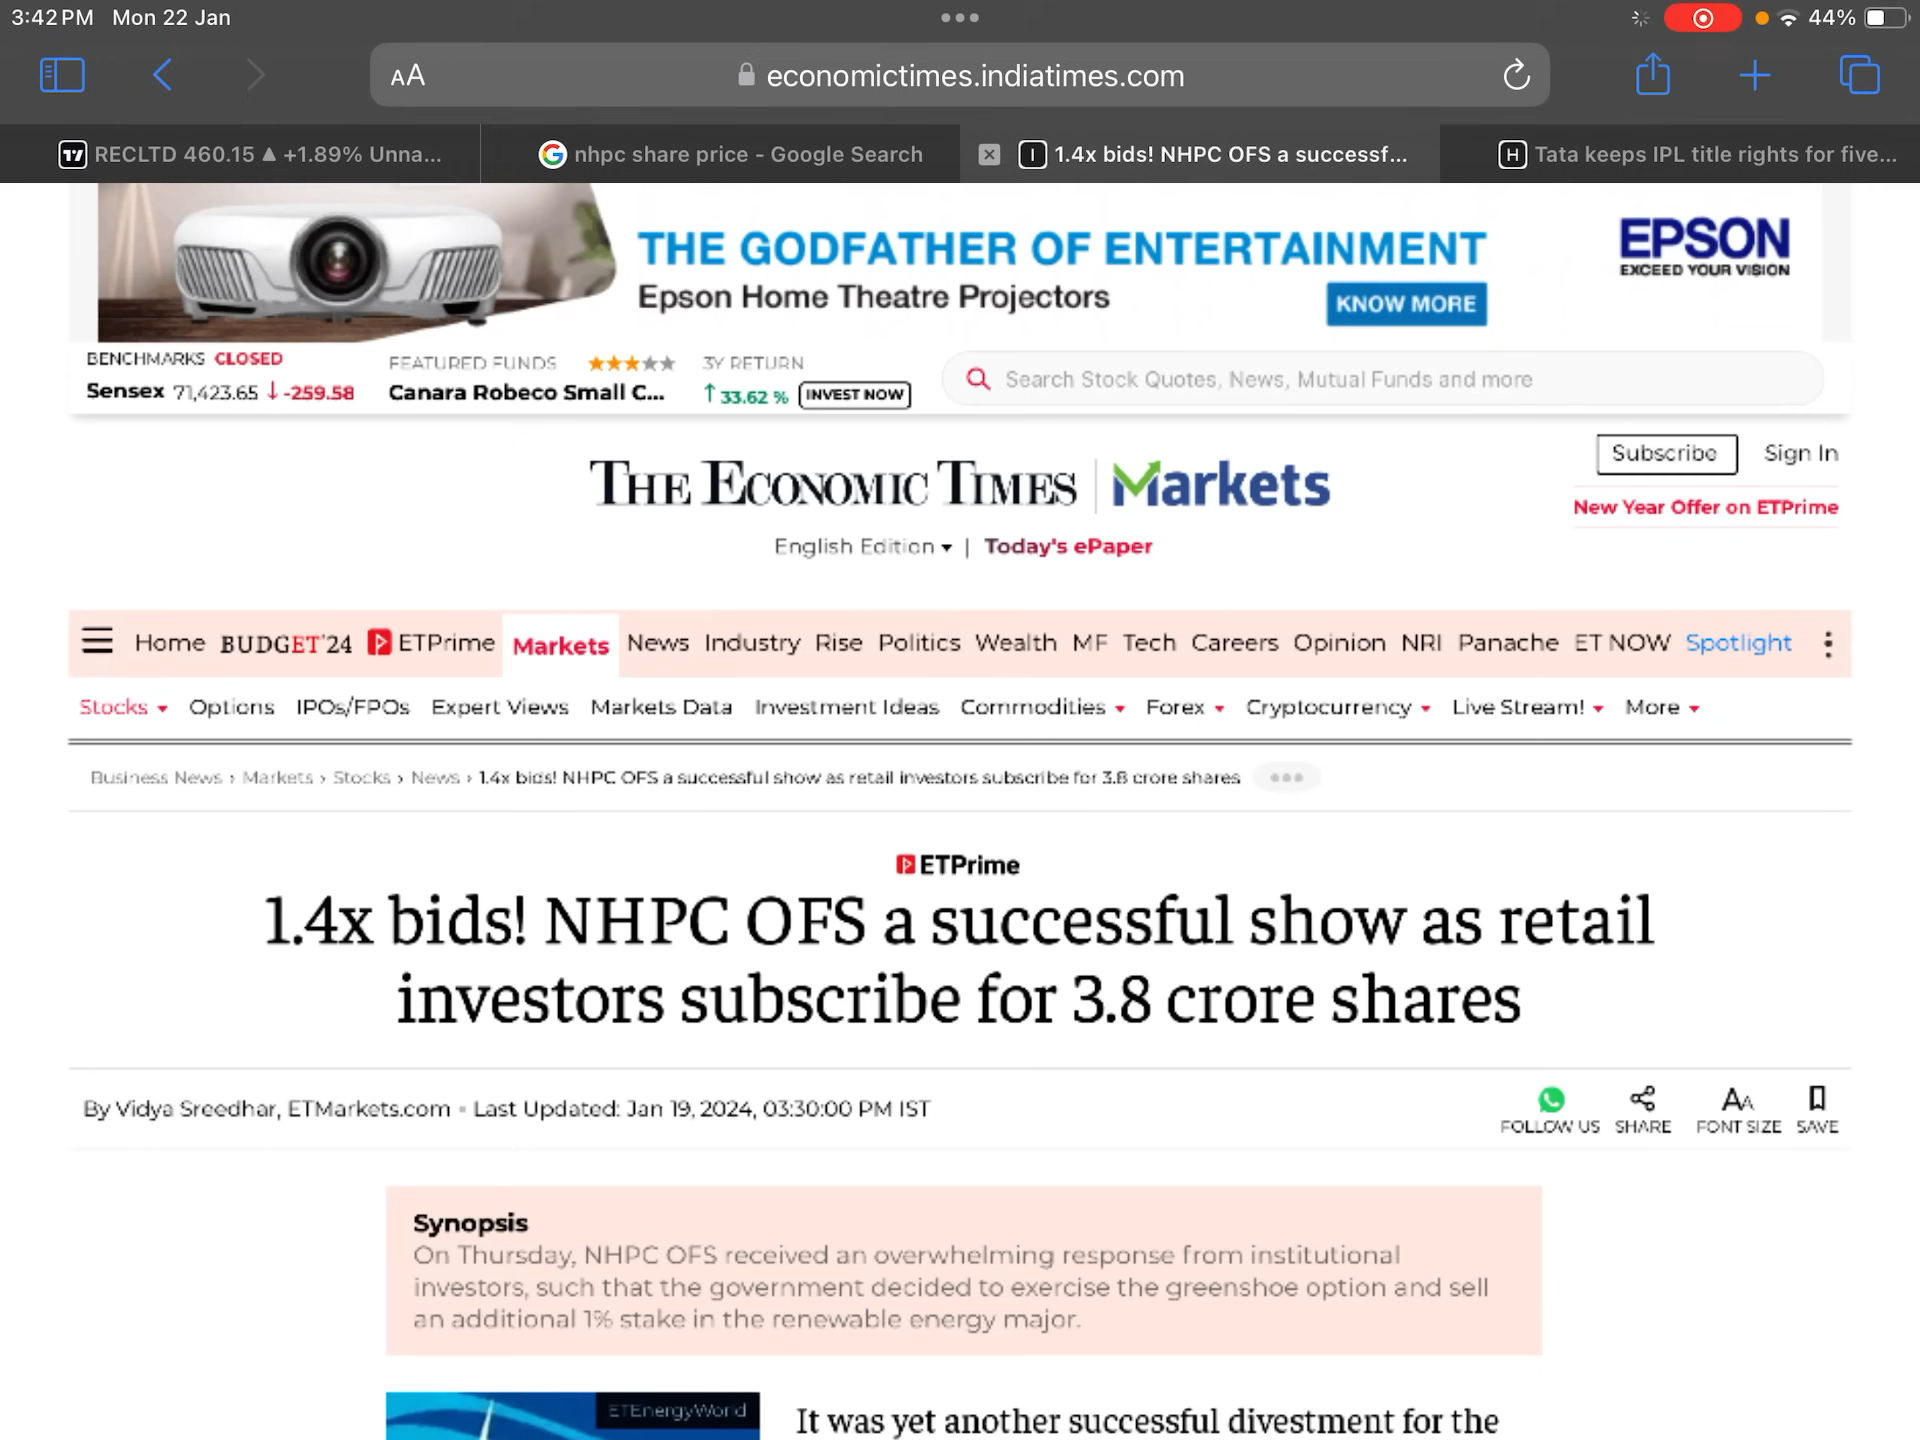 3:42 PM Mon 22 Jan
44%
AA economictimes.indiatimes.com
RECLTD 460.15 ▲ +1.89% Unna...
nhpc share price - Google Search
1.4x bids! NHPC OFS a successf...
Tata keeps IPL title rights for five...
THE GODFATHER OF ENTERTAINMENT
Epson Home Theatre Projectors
KNOW MORE
EPSON
EXCEED YOUR VISION
BENCHMARKS CLOSED
Sensex 71,423.65 ↓ -259.58
FEATURED FUNDS ★★★★★
Canara Robeco Small C...
3Y RETURN
↑ 33.62 % INVEST NOW
Search Stock Quotes, News, Mutual Funds and more
THE ECONOMIC TIMES | Markets
Subscribe Sign In
New Year Offer on ETPrime
English Edition ▾ | Today's ePaper
Home BUDGET'24 ETPrime Markets News Industry Rise Politics Wealth MF Tech Careers Opinion NRI Panache ET NOW Spotlight
Stocks ▾ Options IPOs/FPOs Expert Views Markets Data Investment Ideas Commodities ▾ Forex ▾ Cryptocurrency ▾ Live Stream! ▾ More ▾
Business News › Markets › Stocks › News › 1.4x bids! NHPC OFS a successful show as retail investors subscribe for 3.8 crore shares
ETPrime
1.4x bids! NHPC OFS a successful show as retail
investors subscribe for 3.8 crore shares
By Vidya Sreedhar, ETMarkets.com • Last Updated: Jan 19, 2024, 03:30:00 PM IST
FOLLOW US SHARE FONT SIZE SAVE
Synopsis
On Thursday, NHPC OFS received an overwhelming response from institutional
investors, such that the government decided to exercise the greenshoe option and sell
an additional 1% stake in the renewable energy major.
ETEnergyWorld
It was yet another successful divestment for the